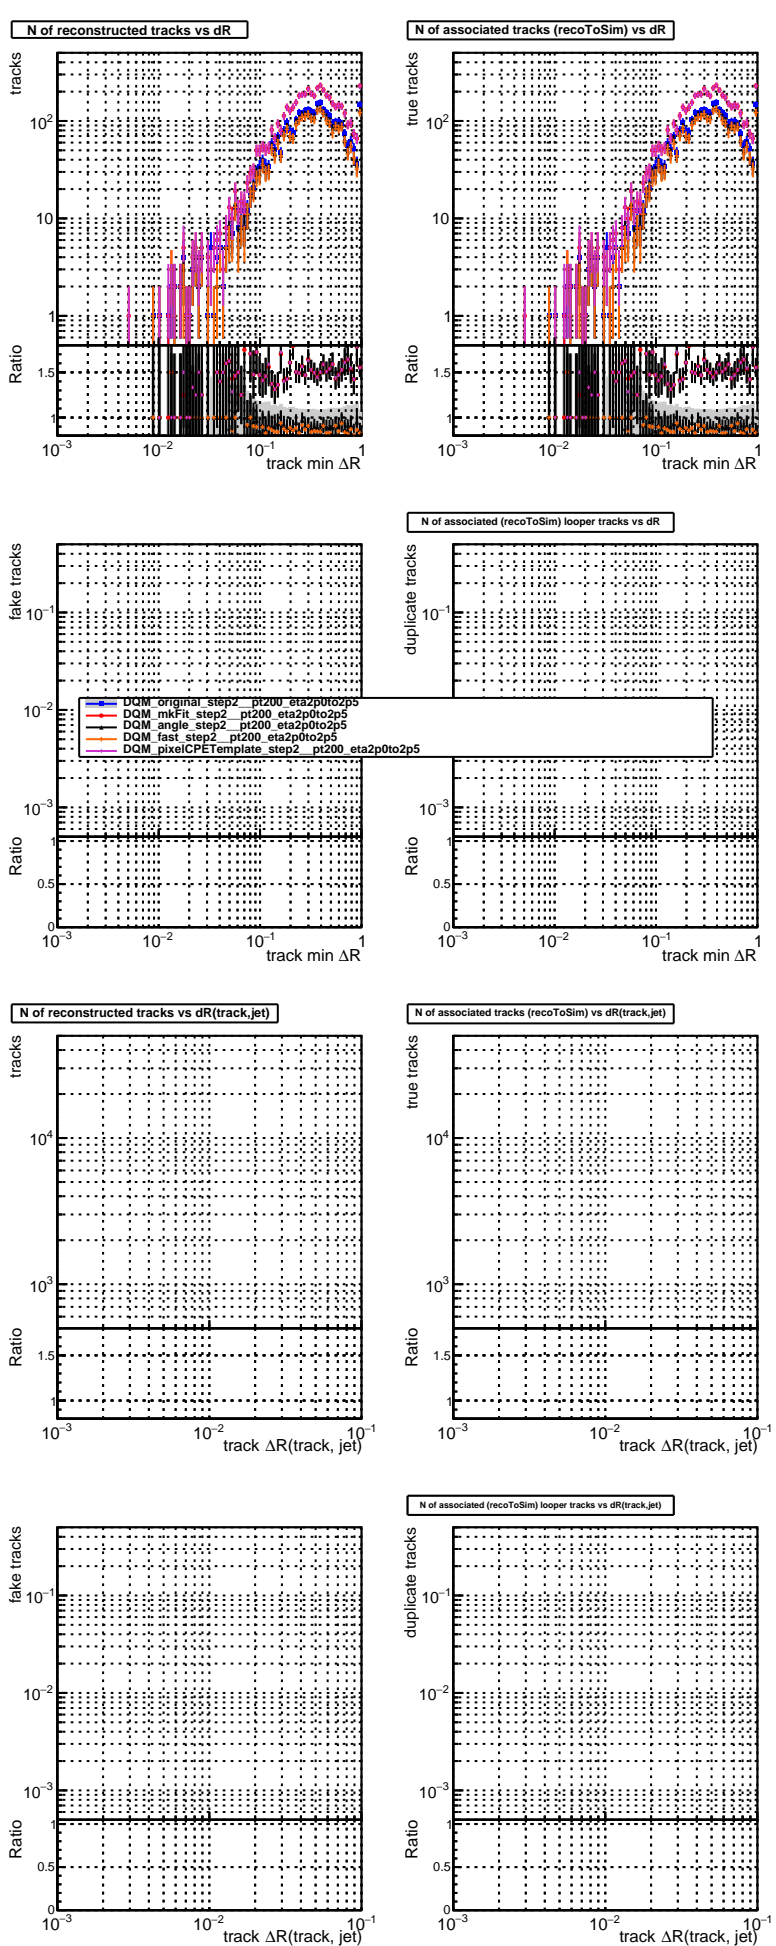 N of reconstructed tracks vs dR
N of associated tracks (recoToSim) vs dR
tracks
10²
10
1
Ratio
1.5
1
10⁻³ 10⁻² 10⁻¹ 1
track min ΔR
true tracks
10²
10
1
Ratio
1.5
1
10⁻³ 10⁻² 10⁻¹ 1
track min ΔR
N of associated (recoToSim) looper tracks vs dR
fake tracks
10⁻¹
10⁻²
10⁻³
Ratio
1
0.5
0
10⁻³ 10⁻² 10⁻¹ 1
track min ΔR
duplicate tracks
10⁻¹
10⁻²
10⁻³
Ratio
1
0.5
0
10⁻³ 10⁻² 10⁻¹ 1
track min ΔR
DQM_original_step2__pt200_eta2p0to2p5
DQM_mkFit_step2__pt200_eta2p0to2p5
DQM_angle_step2__pt200_eta2p0to2p5
DQM_fast_step2__pt200_eta2p0to2p5
DQM_pixelCPETemplate_step2__pt200_eta2p0to2p5
N of reconstructed tracks vs dR(track,jet)
N of associated tracks (recoToSim) vs dR(track,jet)
tracks
10⁴
10³
Ratio
1.5
1
10⁻³ 10⁻² 10⁻¹
track ΔR(track, jet)
true tracks
10⁴
10³
Ratio
1.5
1
10⁻³ 10⁻² 10⁻¹
track ΔR(track, jet)
N of associated (recoToSim) looper tracks vs dR(track,jet)
fake tracks
10⁻¹
10⁻²
10⁻³
Ratio
1
0.5
0
10⁻³ 10⁻² 10⁻¹
track ΔR(track, jet)
duplicate tracks
10⁻¹
10⁻²
10⁻³
Ratio
1
0.5
0
10⁻³ 10⁻² 10⁻¹
track ΔR(track, jet)